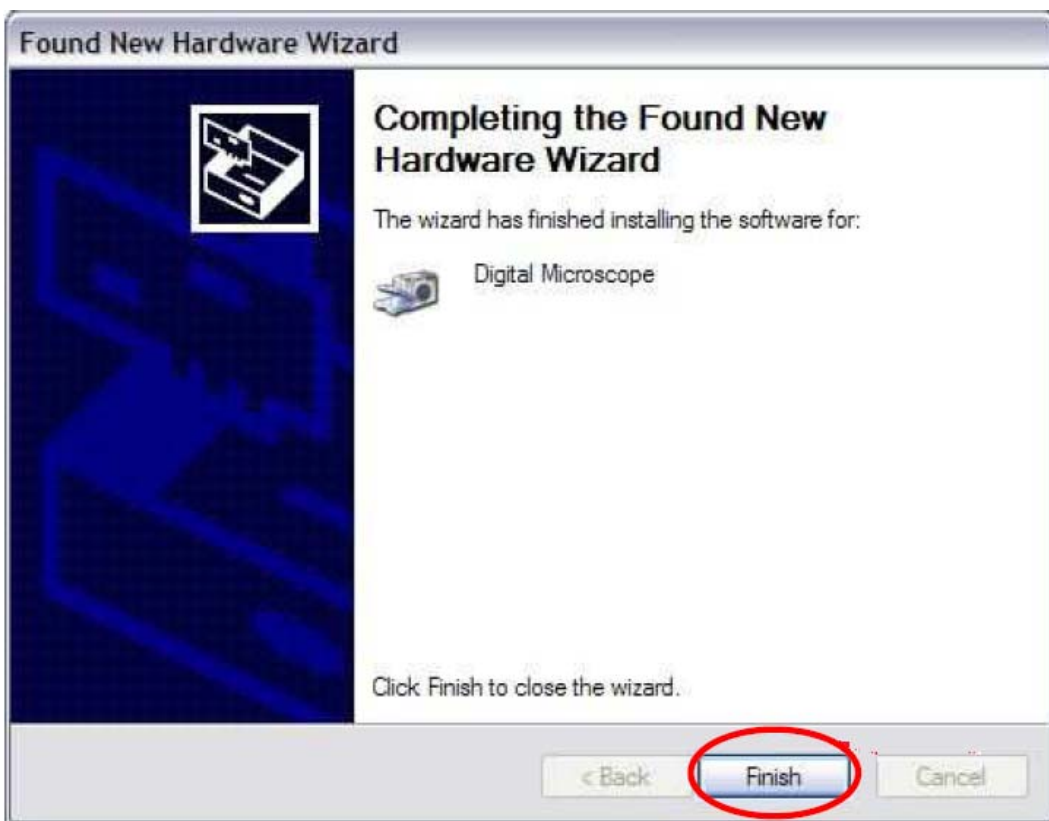 Found New Hardware Wizard
Completing the Found New
Hardware Wizard
The wizard has finished installing the software for:
Digital Microscope
Click Finish to close the wizard.
< Back Finish Cancel